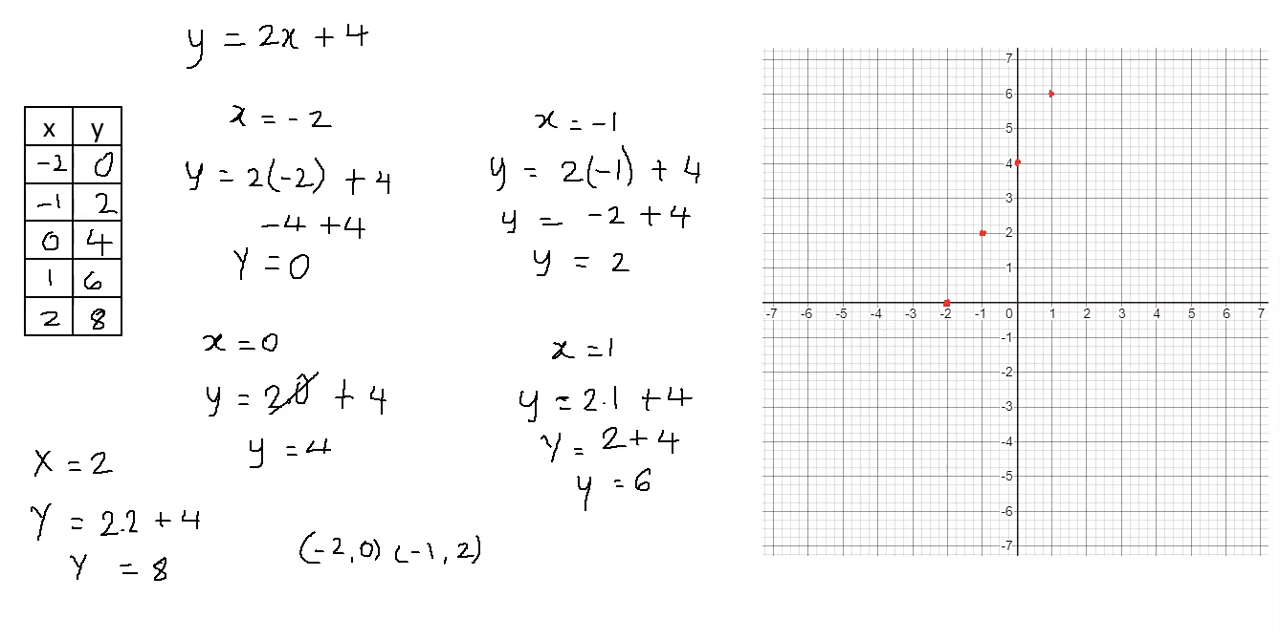 y = 2x + 4
x y
-2 0
-1 2
0 4
1 6
2 8
x = -2
y = 2(-2) + 4
-4 + 4
y = 0
x = -1
y = 2(-1) + 4
y = -2 + 4
y = 2
x = 0
y = 2.0 + 4
y = 4
x = 1
y = 2.1 + 4
y = 2 + 4
y = 6
x = 2
y = 2.2 + 4
y = 8
(-2,0) (-1,2)
7
6
5
4
3
2
1
-7 -6 -5 -4 -3 -2 -1 0 1 2 3 4 5 6 7
-1
-2
-3
-4
-5
-6
-7